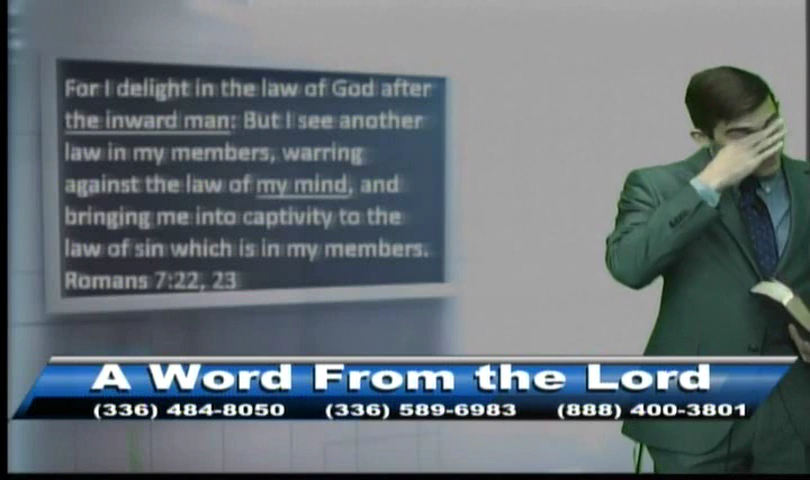 For I delight in the law of God after
the inward man: But I see another
law in my members, warring
against the law of my mind, and
bringing me into captivity to the
law of sin which is in my members.
Romans 7:22, 23
A Word From the Lord
(336) 484-8050 (336) 589-6983 (888) 400-3801